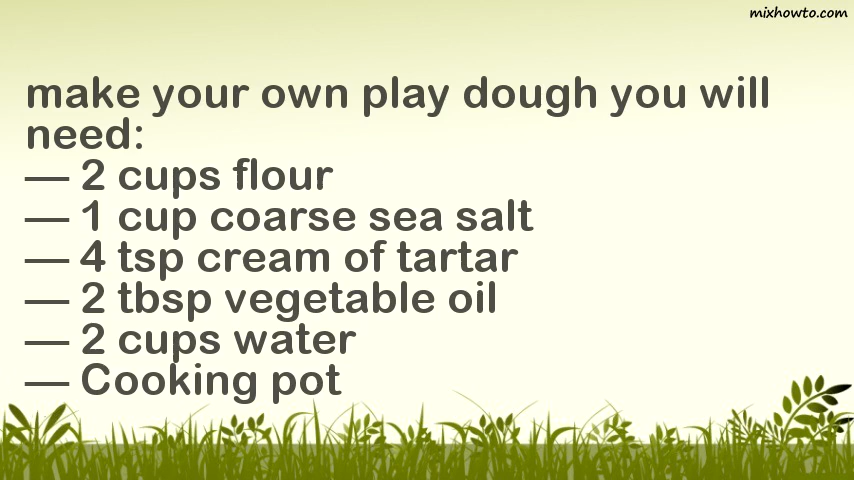 mixhowto.com
make your own play dough you will
need:
— 2 cups flour
— 1 cup coarse sea salt
— 4 tsp cream of tartar
— 2 tbsp vegetable oil
— 2 cups water
— Cooking pot